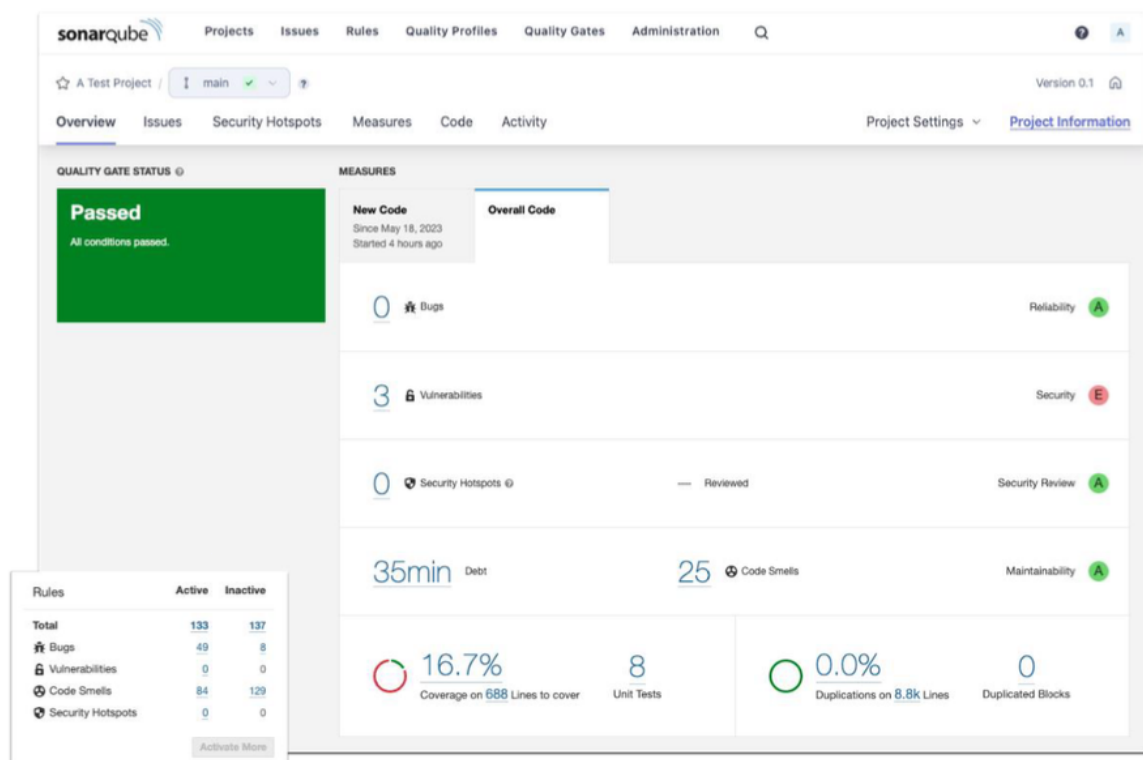 sonarqube Projects Issues Rules Quality Profiles Quality Gates Administration ? A
A Test Project / main ? Version 0.1
Overview Issues Security Hotspots Measures Code Activity Project Settings Project Information
QUALITY GATE STATUS ?
Passed
All conditions passed.
MEASURES
New Code
Since May 18, 2023
Started 4 hours ago
Overall Code
0 Bugs Reliability A
3 Vulnerabilities Security E
0 Security Hotspots ? — Reviewed Security Review A
35min Debt 25 Code Smells Maintainability A
16.7%
Coverage on 688 Lines to cover
8
Unit Tests
0.0%
Duplications on 8.8k Lines
0
Duplicated Blocks
Rules Active Inactive
Total 133 137
Bugs 49 8
Vulnerabilities 0 0
Code Smells 84 129
Security Hotspots 0 0
Activate More